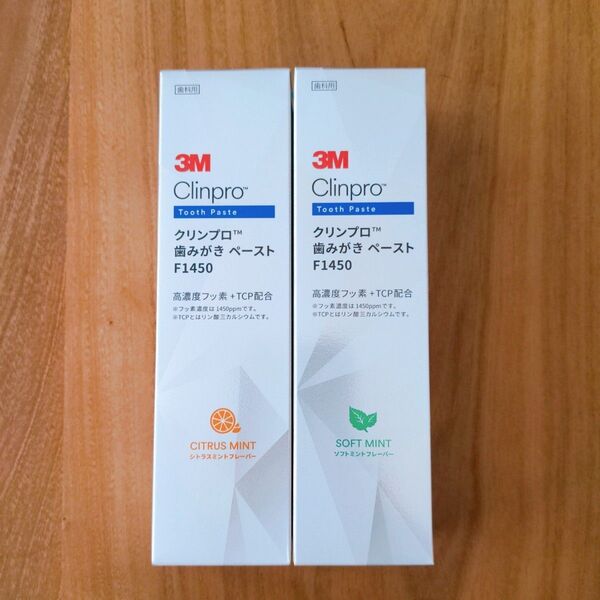 歯科用
3M
Clinpro™
Tooth Paste
クリンプロ™
歯みがき ペースト
F1450
高濃度フッ素 + TCP配合
※フッ素濃度は1450ppmです。
※TCPとはリン酸三カルシウムです。
CITRUS MINT
シトラスミントフレーバー
歯科用
3M
Clinpro™
Tooth Paste
クリンプロ™
歯みがき ペースト
F1450
高濃度フッ素 + TCP配合
※フッ素濃度は1450ppmです。
※TCPとはリン酸三カルシウムです。
SOFT MINT
ソフトミントフレーバー